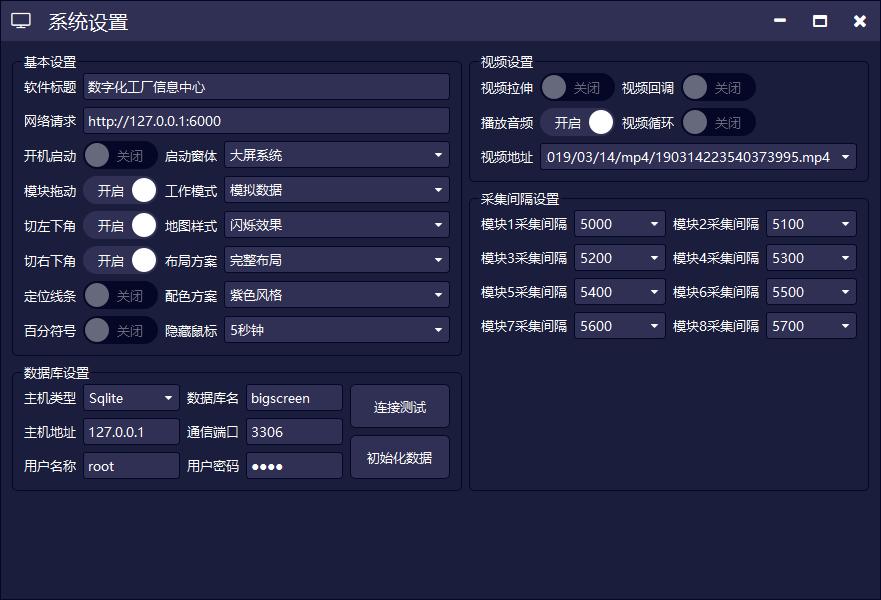 系统设置
基本设置
软件标题 数字化工厂信息中心
网络请求 http://127.0.0.1:6000
开机启动 关闭 启动窗体 大屏系统
模块拖动 开启 工作模式 模拟数据
切左下角 开启 地图样式 闪烁效果
切右下角 开启 布局方案 完整布局
定位线条 关闭 配色方案 紫色风格
百分符号 关闭 隐藏鼠标 5秒钟
数据库设置
主机类型 Sqlite 数据库名 bigscreen
主机地址 127.0.0.1 通信端口 3306
用户名称 root 用户密码 ●●●●
连接测试
初始化数据
视频设置
视频拉伸 关闭 视频回调 关闭
播放音频 开启 视频循环 关闭
视频地址 019/03/14/mp4/190314223540373995.mp4
采集间隔设置
模块1采集间隔 5000 模块2采集间隔 5100
模块3采集间隔 5200 模块4采集间隔 5300
模块5采集间隔 5400 模块6采集间隔 5500
模块7采集间隔 5600 模块8采集间隔 5700